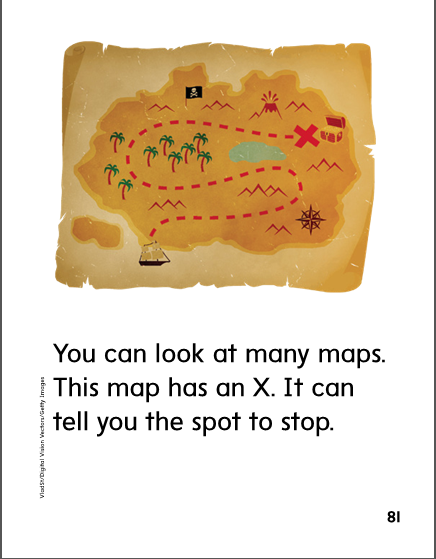 You can look at many maps.
This map has an X. It can
tell you the spot to stop.
VladSt/Digital Vision Vectors/Getty Images
81